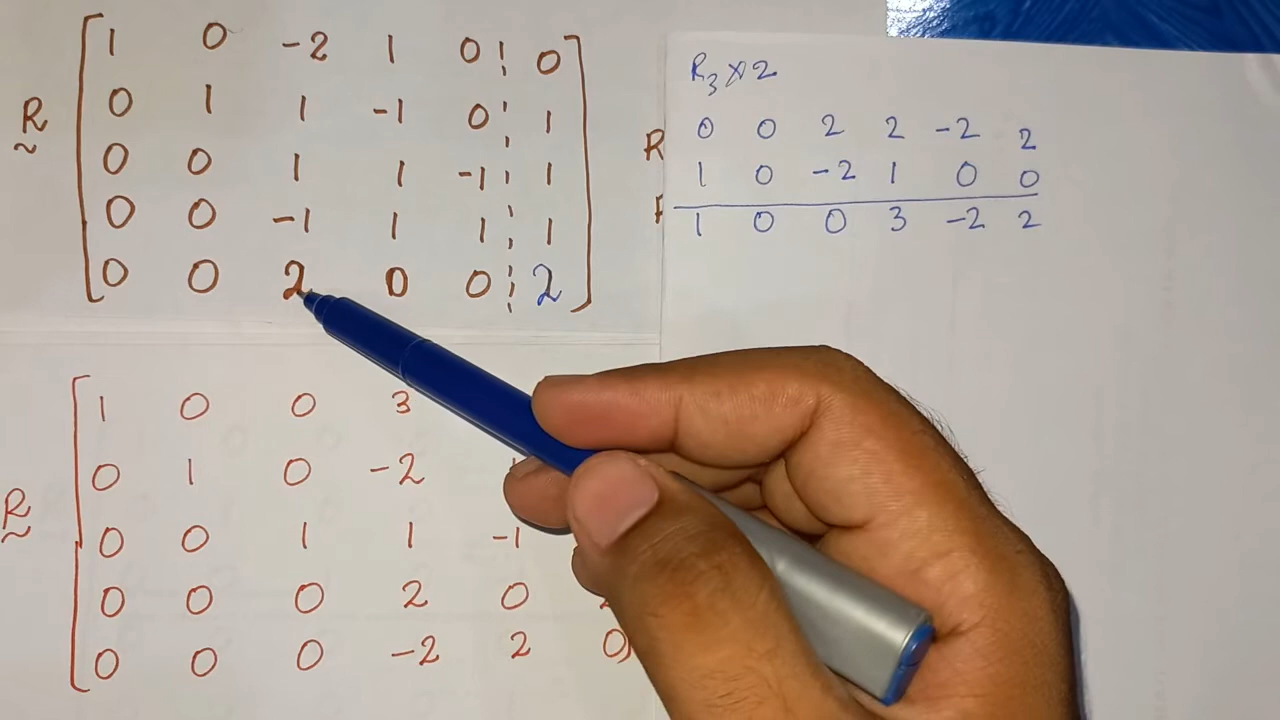 1 0 -2 1 0 ¦ 0
0 1 1 -1 0 ¦ 1
R ~
0 0 1 1 -1 ¦ 1
0 0 -1 1 1 ¦ 1
0 0 2 0 0 ¦ 2
R₃ × 2
0 0 2 2 -2 2
R
1 0 -2 1 0 0
1 0 0 3 -2 2
1 0 0 3
0 1 0 -2
R ~
0 0 1 1 -1
0 0 0 2 0
0 0 0 -2 2 0